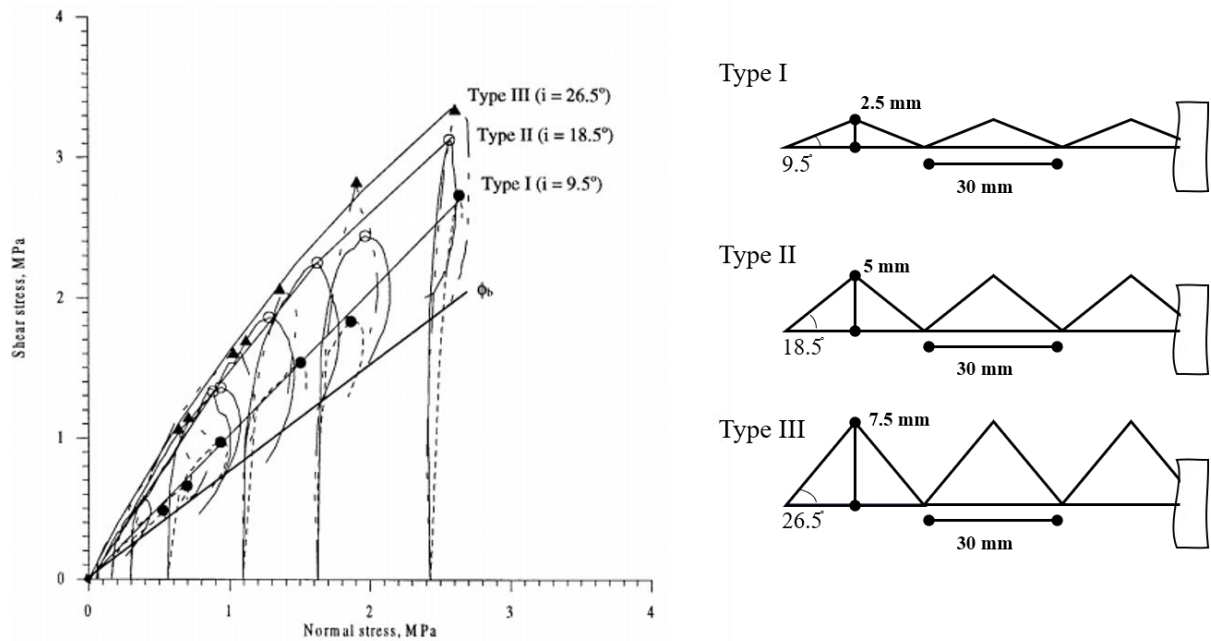 4
3
2
1
0
Shear stress, MPa
Type III (i = 26.5°)
Type II (i = 18.5°)
Type I (i = 9.5°)
ϕb
0 1 2 3 4
Normal stress, MPa
Type I
2.5 mm
9.5°
30 mm
Type II
5 mm
18.5°
30 mm
Type III
7.5 mm
26.5°
30 mm